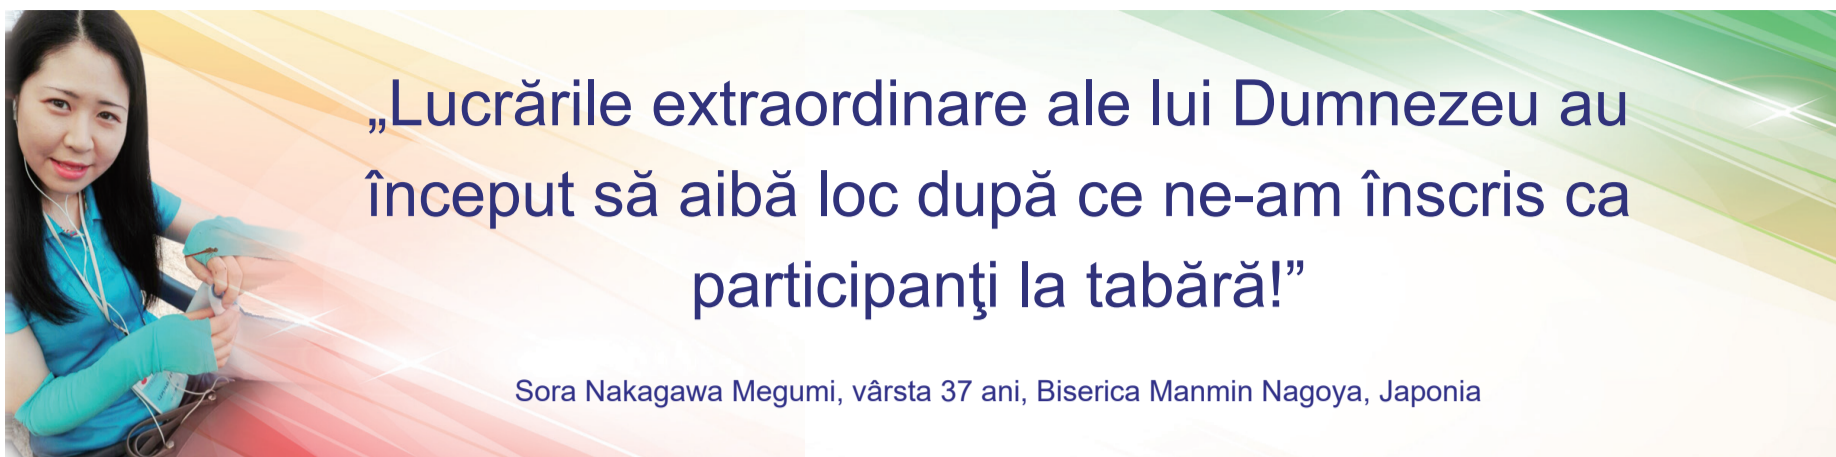 „Lucrările extraordinare ale lui Dumnezeu au
început să aibă loc după ce ne-am înscris ca
participanţi la tabără!”
Sora Nakagawa Megumi, vârsta 37 ani, Biserica Manmin Nagoya, Japonia